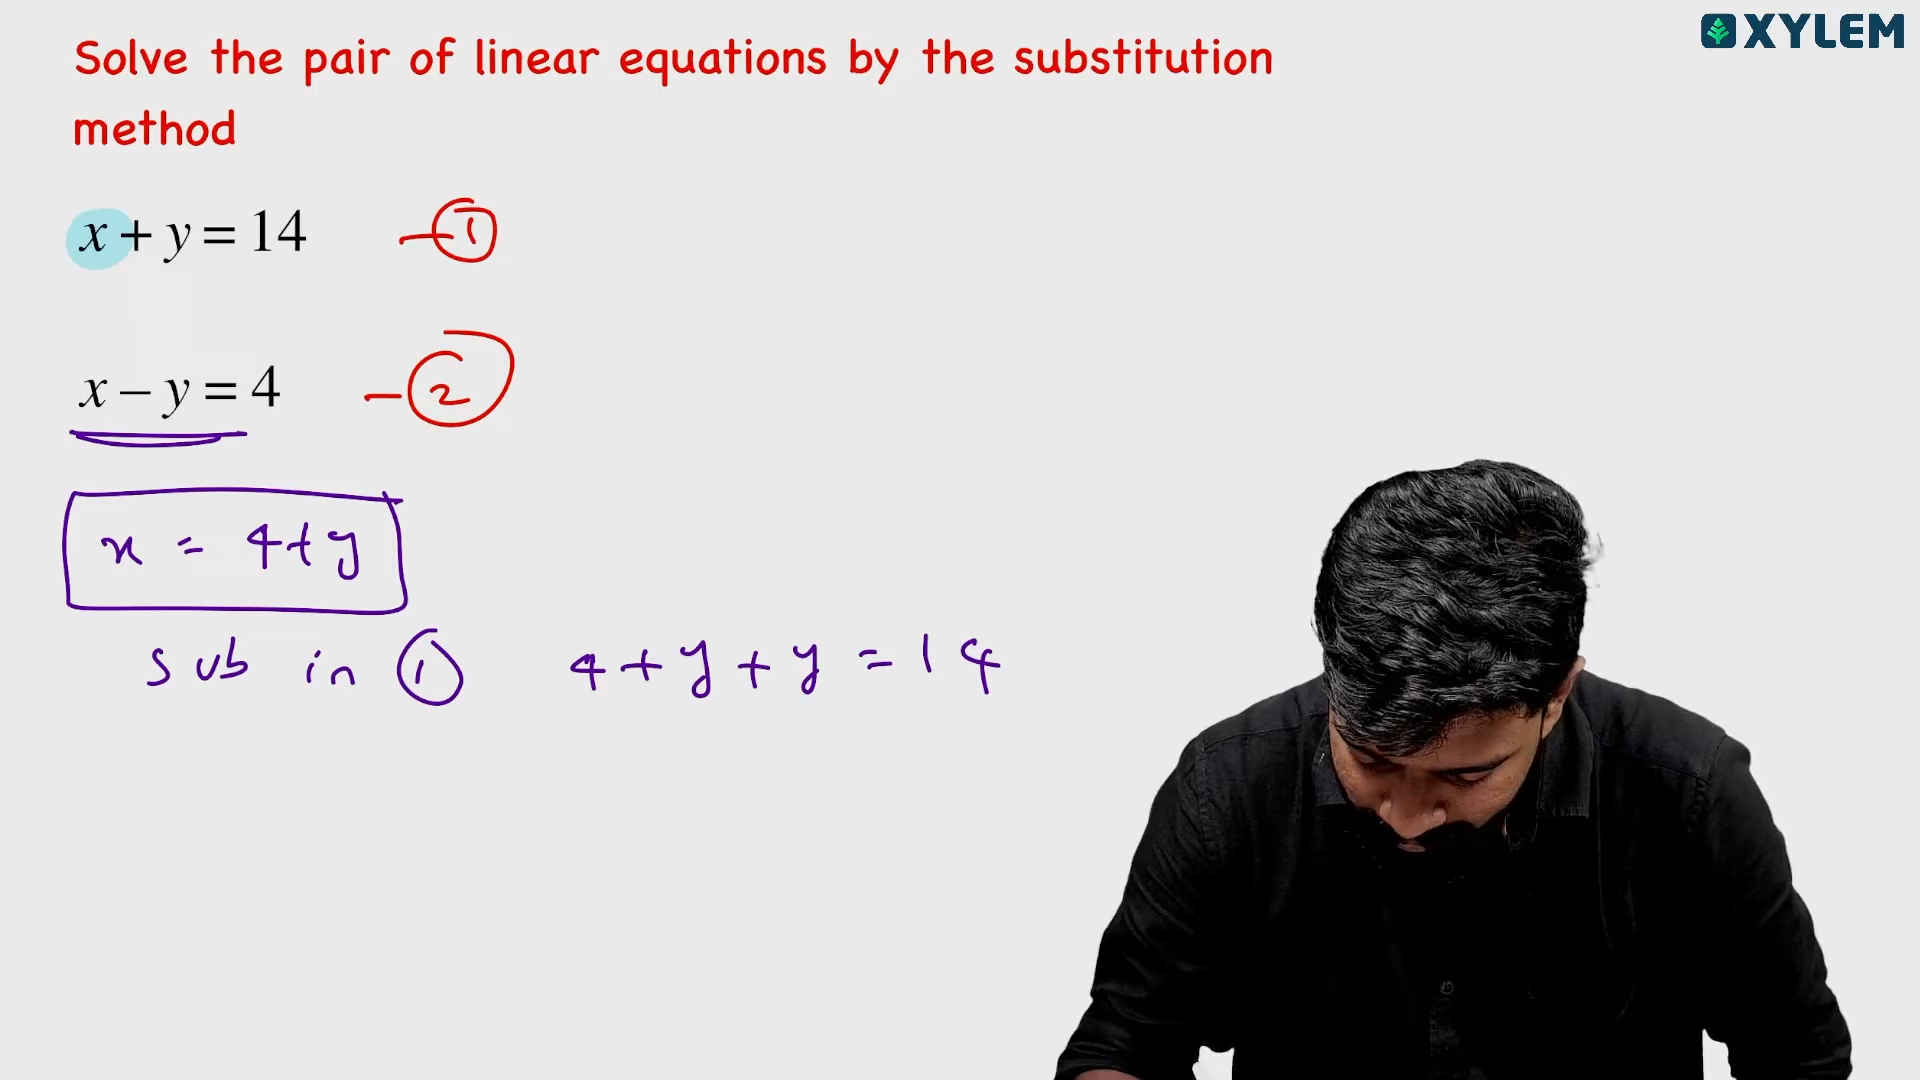 XYLEM
Solve the pair of linear equations by the substitution
method
x + y = 14 — ①
x − y = 4 — ②
x = 4+y
sub in ① 4+y+y=14